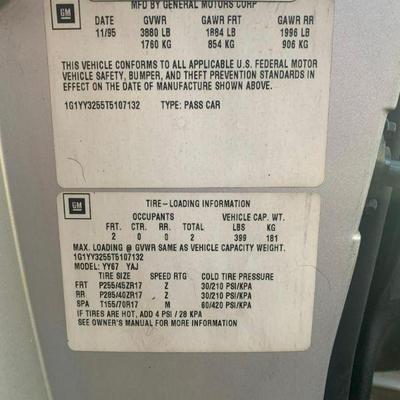 GM
MFD BY GENERAL MOTORS CORP
DATE GVWR GAWR FRT GAWR RR
11/95 3880 LB 1884 LB 1996 LB
1760 KG 854 KG 906 KG
THIS VEHICLE CONFORMS TO ALL APPLICABLE U.S. FEDERAL MOTOR
VEHICLE SAFETY, BUMPER, AND THEFT PREVENTION STANDARDS IN
EFFECT ON THE DATE OF MANUFACTURE SHOWN ABOVE.
1G1YY3255T5107132 TYPE: PASS CAR
GM
TIRE-LOADING INFORMATION
OCCUPANTS VEHICLE CAP. WT.
FRT. CTR. RR. TOTAL LBS KG
2 0 0 2 399 181
MAX. LOADING @ GVWR SAME AS VEHICLE CAPACITY WEIGHT.
1G1YY3255T5107132
MODEL: YY67 YAJ
TIRE SIZE SPEED RTG COLD TIRE PRESSURE
FRT P255/45ZR17 Z 30/210 PSI/KPA
RR P285/40ZR17 Z 30/210 PSI/KPA
SPA T155/70R17 M 60/420 PSI/KPA
IF TIRES ARE HOT, ADD 4 PSI / 28 KPA
SEE OWNER'S MANUAL FOR MORE INFORMATION